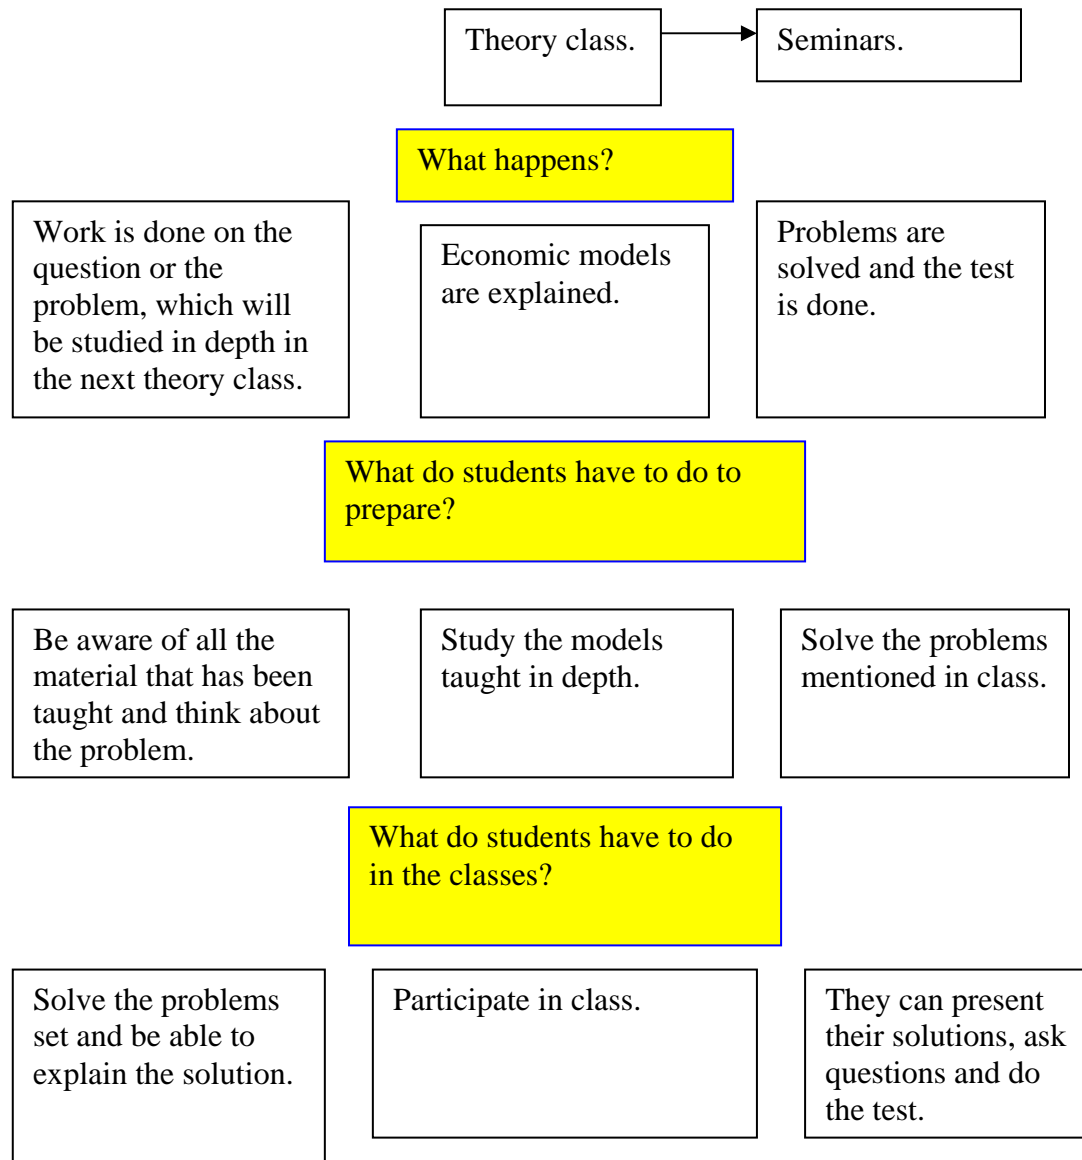 Theory class.
Seminars.
What happens?
Work is done on the
question or the
problem, which will
be studied in depth in
the next theory class.
Economic models
are explained.
Problems are
solved and the test
is done.
What do students have to do to
prepare?
Be aware of all the
material that has been
taught and think about
the problem.
Study the models
taught in depth.
Solve the problems
mentioned in class.
What do students have to do
in the classes?
Solve the problems
set and be able to
explain the solution.
Participate in class.
They can present
their solutions, ask
questions and do
the test.